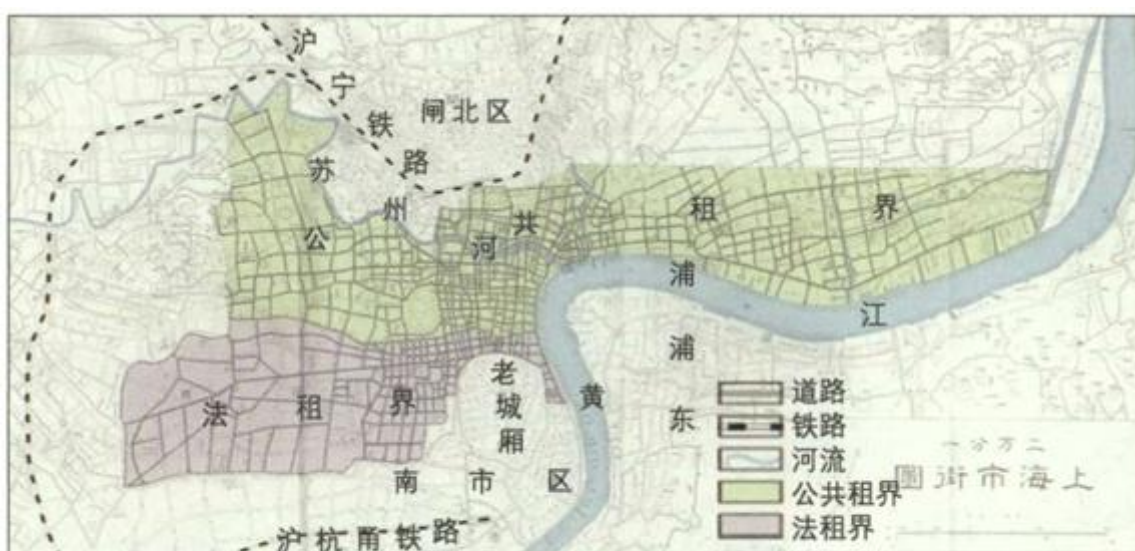 沪宁铁路
闸北区
苏州河
公共租界
浦东
黄浦江
法租界
老城厢
南市区
沪杭甬铁路
道路
铁路
河流
公共租界
法租界
一分万二
圖街市海上